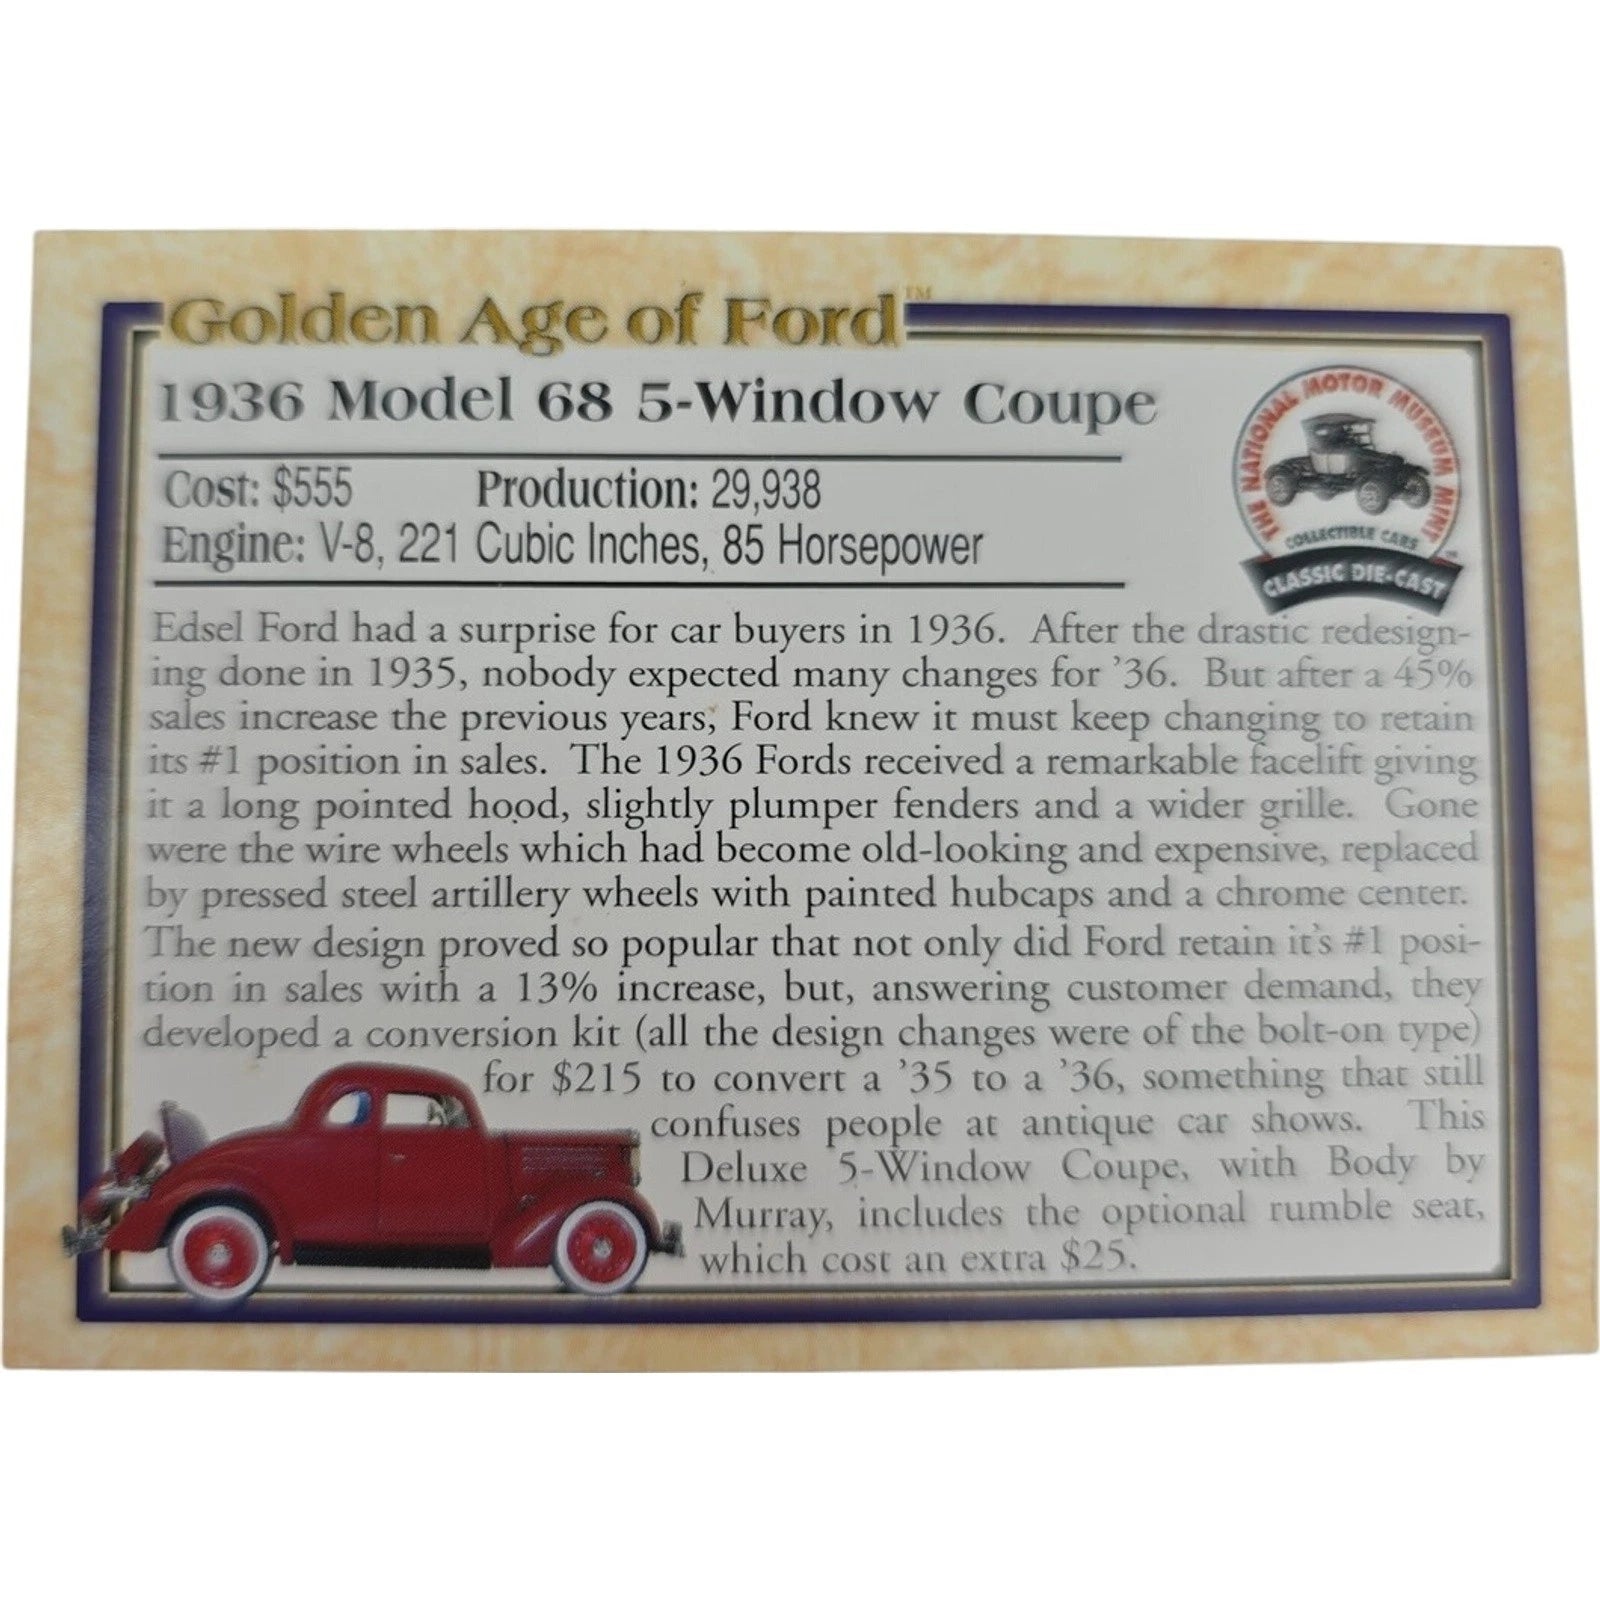 Golden Age of Ford™
1936 Model 68 5-Window Coupe
Cost: $555 Production: 29,938
Engine: V-8, 221 Cubic Inches, 85 Horsepower
THE NATIONAL MOTOR MUSEUM MINT
COLLECTIBLE CARS ™
CLASSIC DIE-CAST
Edsel Ford had a surprise for car buyers in 1936. After the drastic redesign-
ing done in 1935, nobody expected many changes for '36. But after a 45%
sales increase the previous years, Ford knew it must keep changing to retain
its #1 position in sales. The 1936 Fords received a remarkable facelift giving
it a long pointed hood, slightly plumper fenders and a wider grille. Gone
were the wire wheels which had become old-looking and expensive, replaced
by pressed steel artillery wheels with painted hubcaps and a chrome center.
The new design proved so popular that not only did Ford retain it's #1 posi-
tion in sales with a 13% increase, but, answering customer demand, they
developed a conversion kit (all the design changes were of the bolt-on type)
for $215 to convert a '35 to a '36, something that still
confuses people at antique car shows. This
Deluxe 5-Window Coupe, with Body by
Murray, includes the optional rumble seat,
which cost an extra $25.